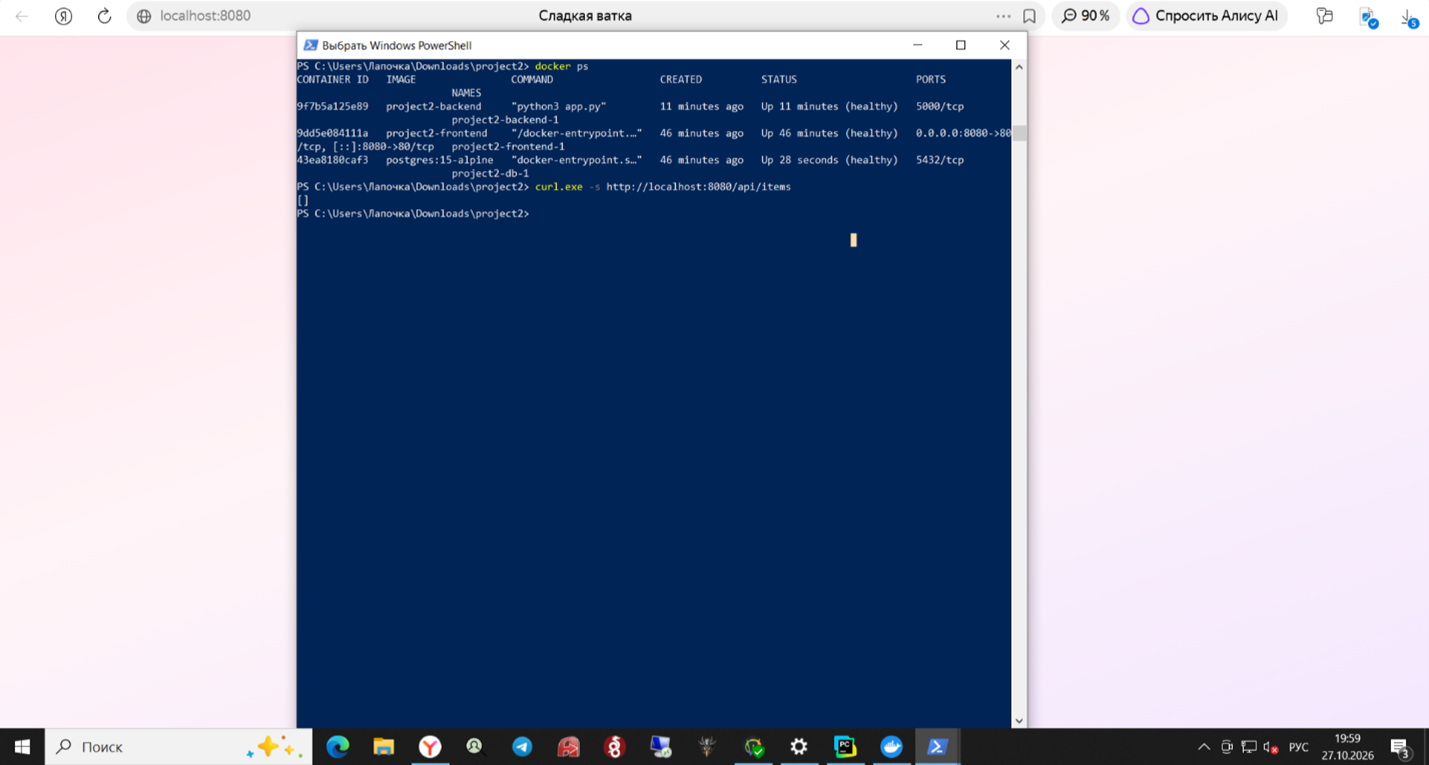 localhost:8080
Сладкая ватка
90 %
Спросить Алису AI
5
Выбрать Windows PowerShell
PS C:\Users\Лапочка\Downloads\project2> docker ps
CONTAINER ID   IMAGE                COMMAND                  CREATED          STATUS                    PORTS
NAMES
9f7b5a125e89   project2-backend     "python3 app.py"         11 minutes ago   Up 11 minutes (healthy)   5000/tcp
project2-backend-1
9dd5e084111a   project2-frontend    "/docker-entrypoint.…"   46 minutes ago   Up 46 minutes (healthy)   0.0.0.0:8080->80
/tcp, [::]:8080->80/tcp   project2-frontend-1
43ea8180caf3   postgres:15-alpine   "docker-entrypoint.s…"   46 minutes ago   Up 28 seconds (healthy)   5432/tcp
project2-db-1
PS C:\Users\Лапочка\Downloads\project2> curl.exe -s http://localhost:8080/api/items
[]
PS C:\Users\Лапочка\Downloads\project2>
Поиск
РУС
19:59
27.10.2026
3